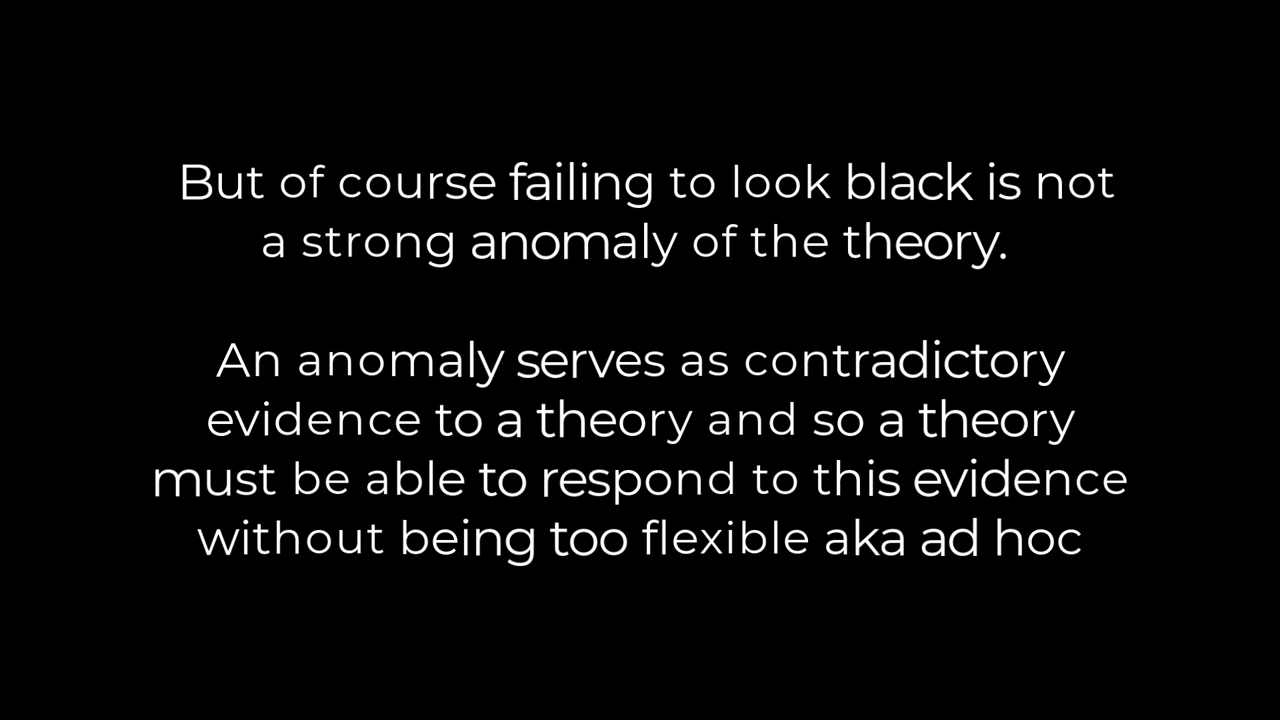 But of course failing to look black is not
a strong anomaly of the theory.
An anomaly serves as contradictory
evidence to a theory and so a theory
must be able to respond to this evidence
without being too flexible aka ad hoc